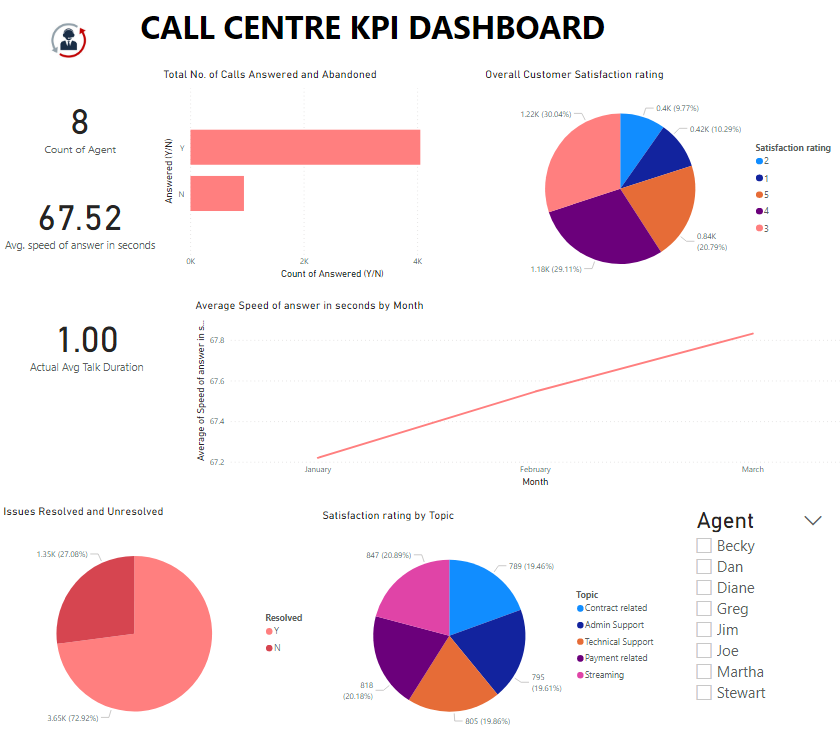 CALL CENTRE KPI DASHBOARD
8
Count of Agent
67.52
Avg. speed of answer in seconds
1.00
Actual Avg Talk Duration
Total No. of Calls Answered and Abandoned
Answered (Y/N)
Y
N
0K 2K 4K
Count of Answered (Y/N)
Overall Customer Satisfaction rating
0.4K (9.77%)
0.42K (10.29%)
0.84K
(20.79%)
1.18K (29.11%)
1.22K (30.04%)
Satisfaction rating
2
1
5
4
3
Average Speed of answer in seconds by Month
Average of Speed of answer in s...
67.8
67.6
67.4
67.2
January February March
Month
Issues Resolved and Unresolved
1.35K (27.08%)
3.65K (72.92%)
Resolved
Y
N
Satisfaction rating by Topic
847 (20.89%)
789 (19.46%)
795
(19.61%)
805 (19.86%)
818
(20.18%)
Topic
Contract related
Admin Support
Technical Support
Payment related
Streaming
Agent
Becky
Dan
Diane
Greg
Jim
Joe
Martha
Stewart